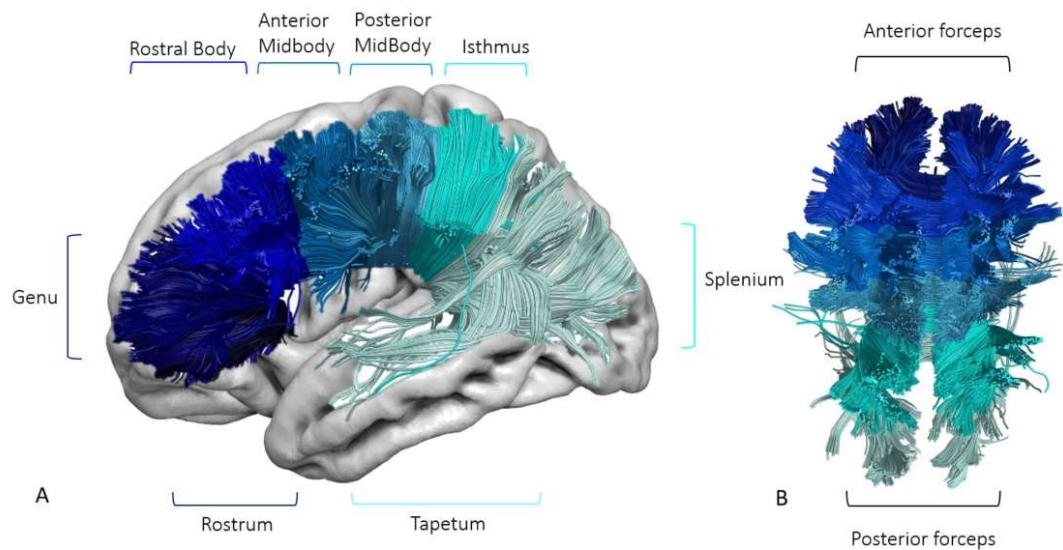 Rostral Body
Anterior
Midbody
Posterior
MidBody
Isthmus
Genu
Splenium
A
Rostrum
Tapetum
Anterior forceps
B
Posterior forceps